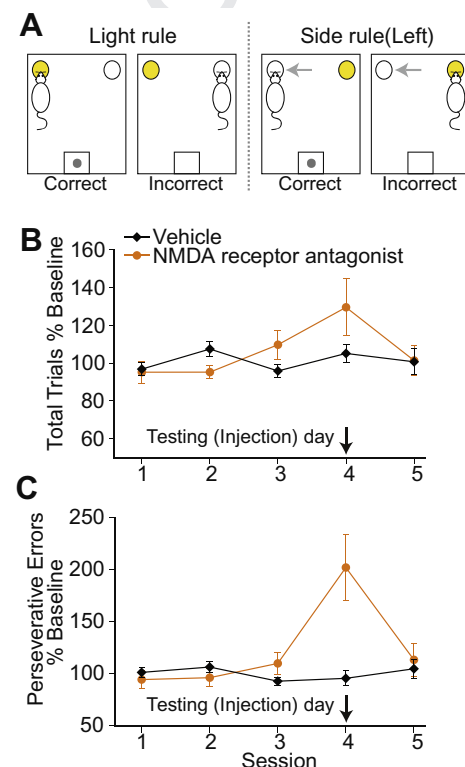 A
Light rule
Side rule(Left)
Correct
Incorrect
Correct
Incorrect
B
Vehicle
NMDA receptor antagonist
Total Trials % Baseline
160
140
120
100
80
60
Testing (Injection) day
1 2 3 4 5
C
Perseverative Errors
% Baseline
250
200
150
100
50
Testing (Injection) day
1 2 3 4 5
Session